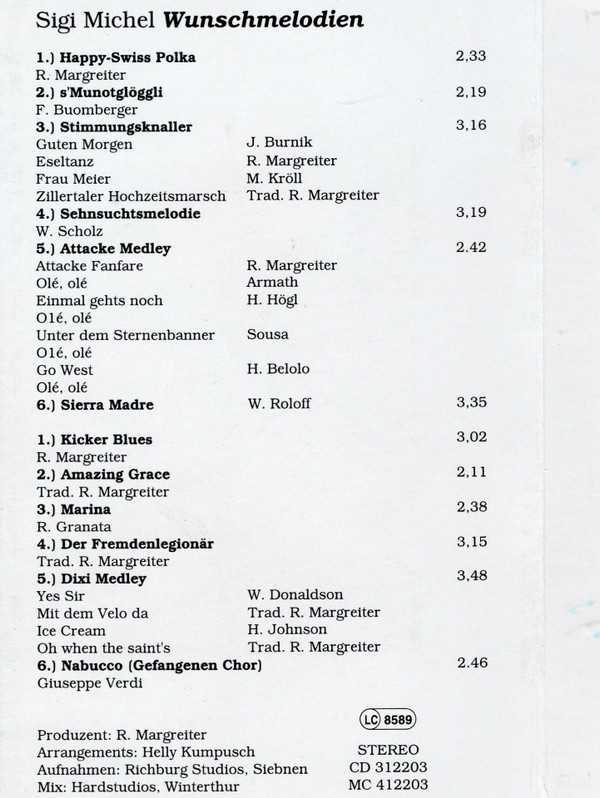 Sigi Michel Wunschmelodien
1.) Happy-Swiss Polka 2,33
R. Margreiter
2.) s'Munotglöggli 2,19
F. Buomberger
3.) Stimmungsknaller 3,16
Guten Morgen J. Burnik
Eseltanz R. Margreiter
Frau Meier M. Kröll
Zillertaler Hochzeitsmarsch Trad. R. Margreiter
4.) Sehnsuchtsmelodie 3,19
W. Scholz
5.) Attacke Medley 2.42
Attacke Fanfare R. Margreiter
Olé, olé Armath
Einmal gehts noch H. Högl
O1é, olé
Unter dem Sternenbanner Sousa
O1é, olé
Go West H. Belolo
Olé, olé
6.) Sierra Madre W. Roloff 3,35
1.) Kicker Blues 3,02
R. Margreiter
2.) Amazing Grace 2,11
Trad. R. Margreiter
3.) Marina 2,38
R. Granata
4.) Der Fremdenlegionär 3,15
Trad. R. Margreiter
5.) Dixi Medley 3,48
Yes Sir W. Donaldson
Mit dem Velo da Trad. R. Margreiter
Ice Cream H. Johnson
Oh when the saint's Trad. R. Margreiter
6.) Nabucco (Gefangenen Chor) 2.46
Giuseppe Verdi
LC 8589
Produzent: R. Margreiter
Arrangements: Helly Kumpusch STEREO
Aufnahmen: Richburg Studios, Siebnen CD 312203
Mix: Hardstudios, Winterthur MC 412203